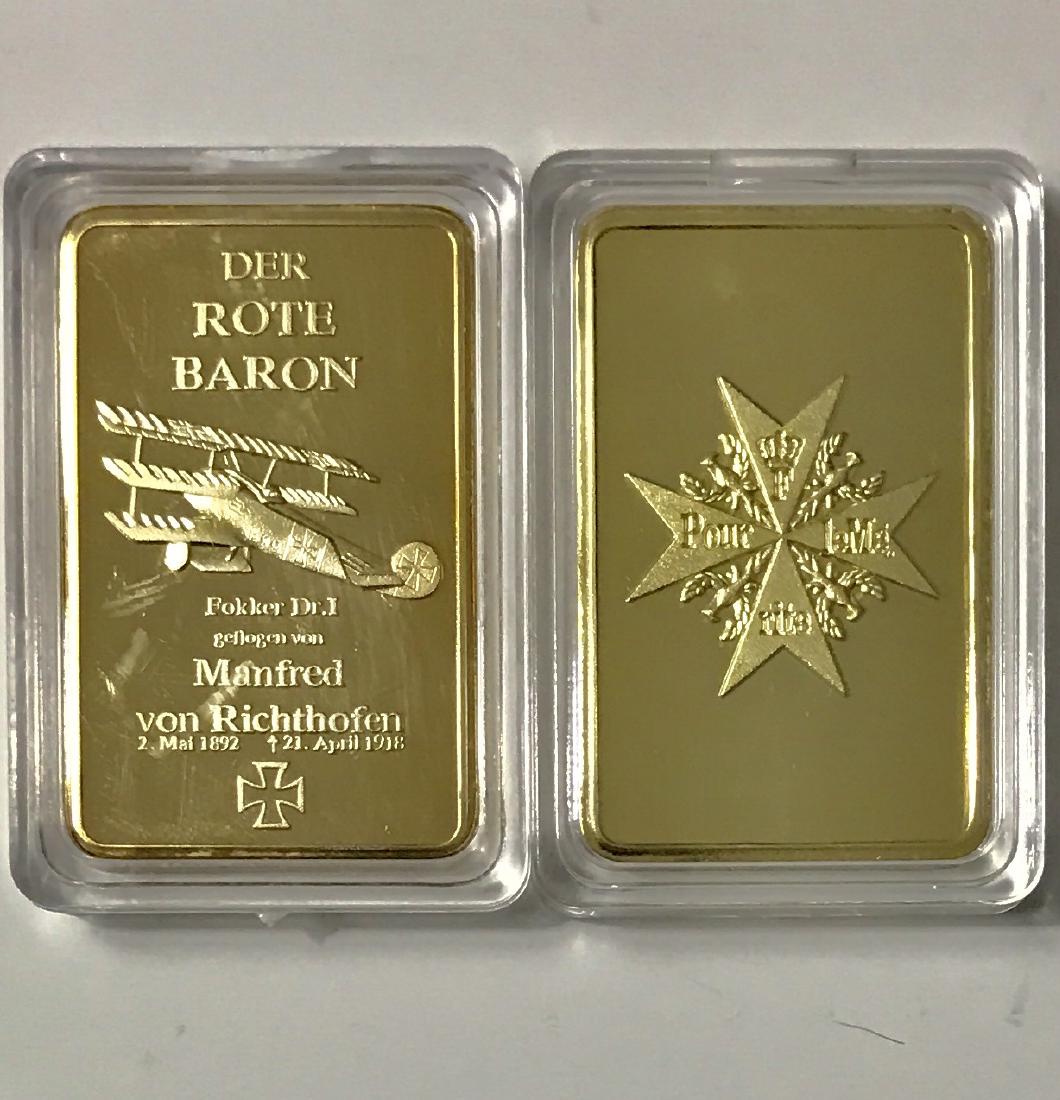 DER
ROTE
BARON
Fokker Dr.I
geflogen von
Manfred
von Richthofen
2. Mai 1892 †21. April 1918
F
Pour le Mé
rite